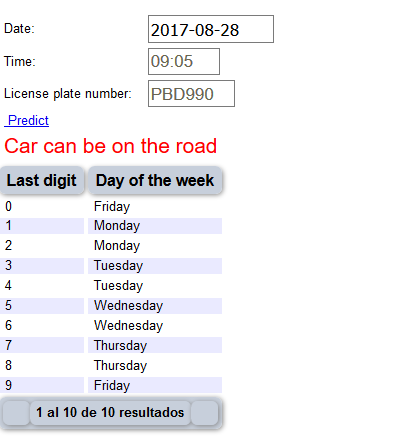 Date: 2017-08-28
Time: 09:05
License plate number: PBD990
Predict
Car can be on the road
Last digit Day of the week
0 Friday
1 Monday
2 Monday
3 Tuesday
4 Tuesday
5 Wednesday
6 Wednesday
7 Thursday
8 Thursday
9 Friday
1 al 10 de 10 resultados